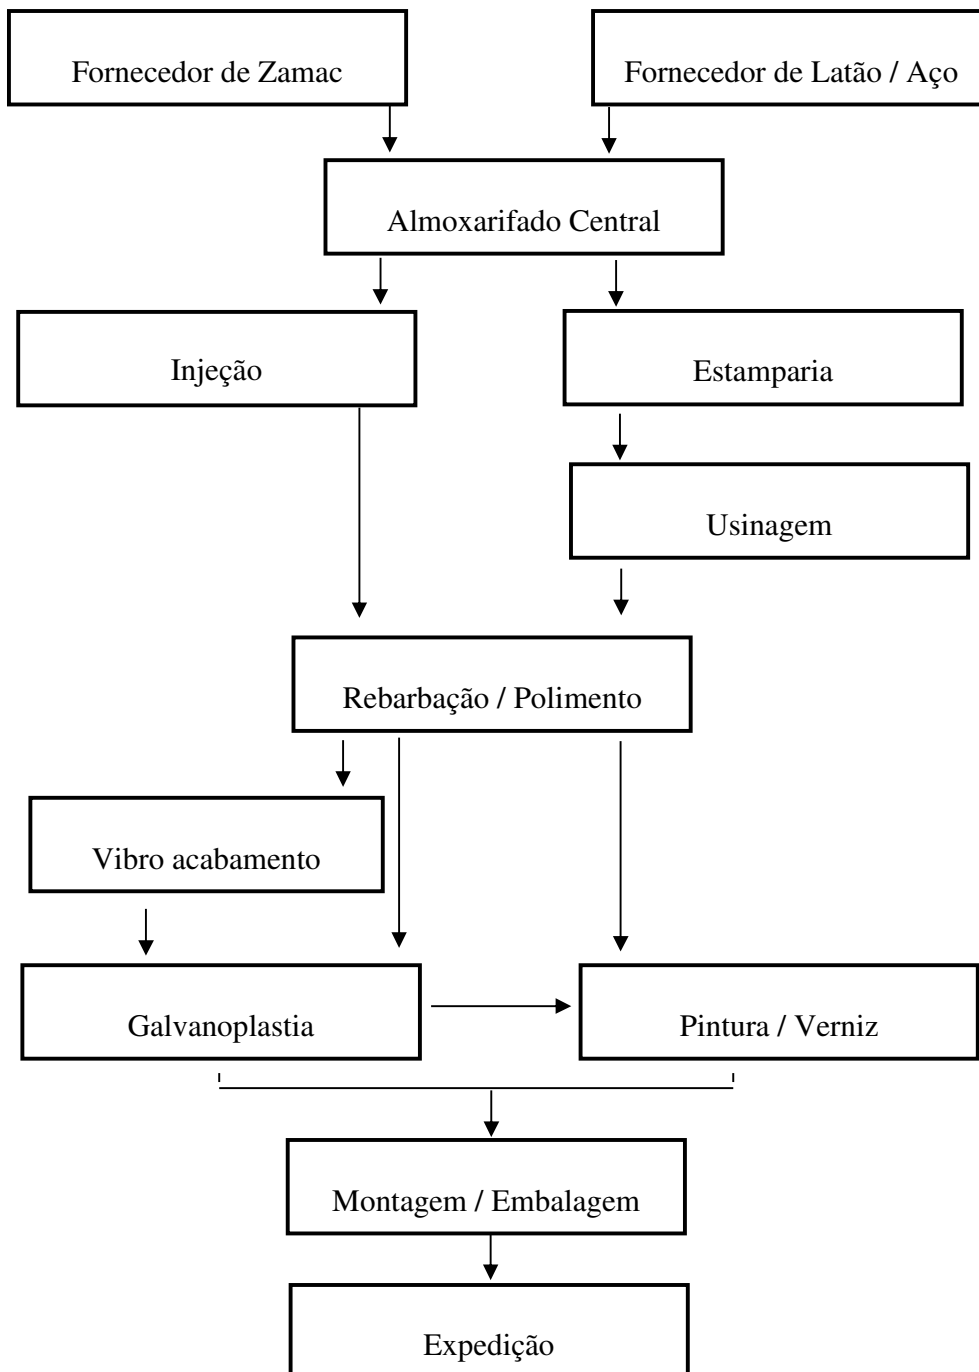 Fornecedor de Zamac
Fornecedor de Latão / Aço
Almoxarifado Central
Injeção
Estamparia
Usinagem
Rebarbação / Polimento
Vibro acabamento
Galvanoplastia
Pintura / Verniz
Montagem / Embalagem
Expedição